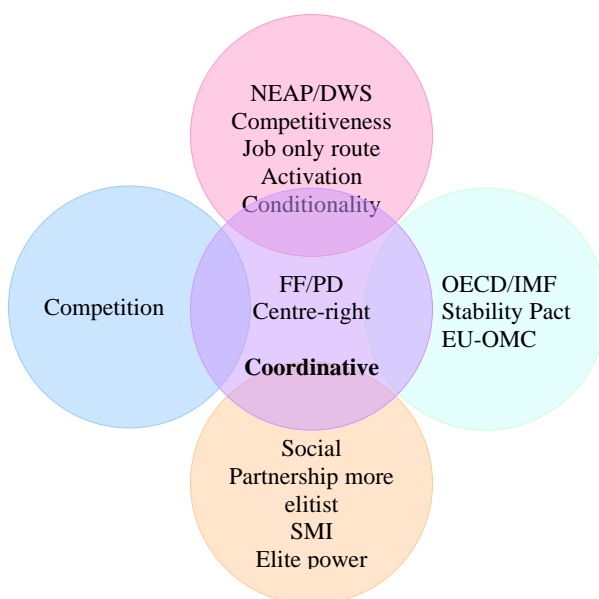 NEAP/DWS
Competitiveness
Job only route
Activation
Conditionality
Competition
FF/PD
Centre-right
Coordinative
OECD/IMF
Stability Pact
EU-OMC
Social
Partnership more
elitist
SMI
Elite power